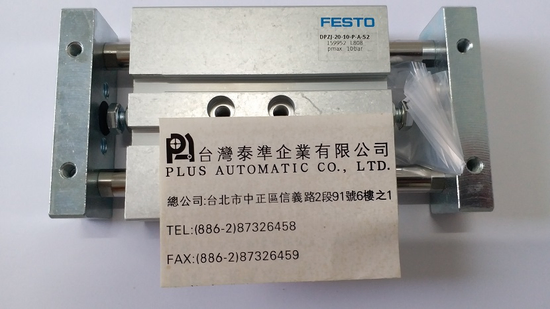 FESTO
DPZJ-20-10-P-A-S2
159952 L808
pmax. 10bar
台灣泰準企業有限公司
PLUS AUTOMATIC CO., LTD.
總公司:台北市中正區信義路2段91號6樓之1
TEL:(886-2)87326458
FAX:(886-2)87326459